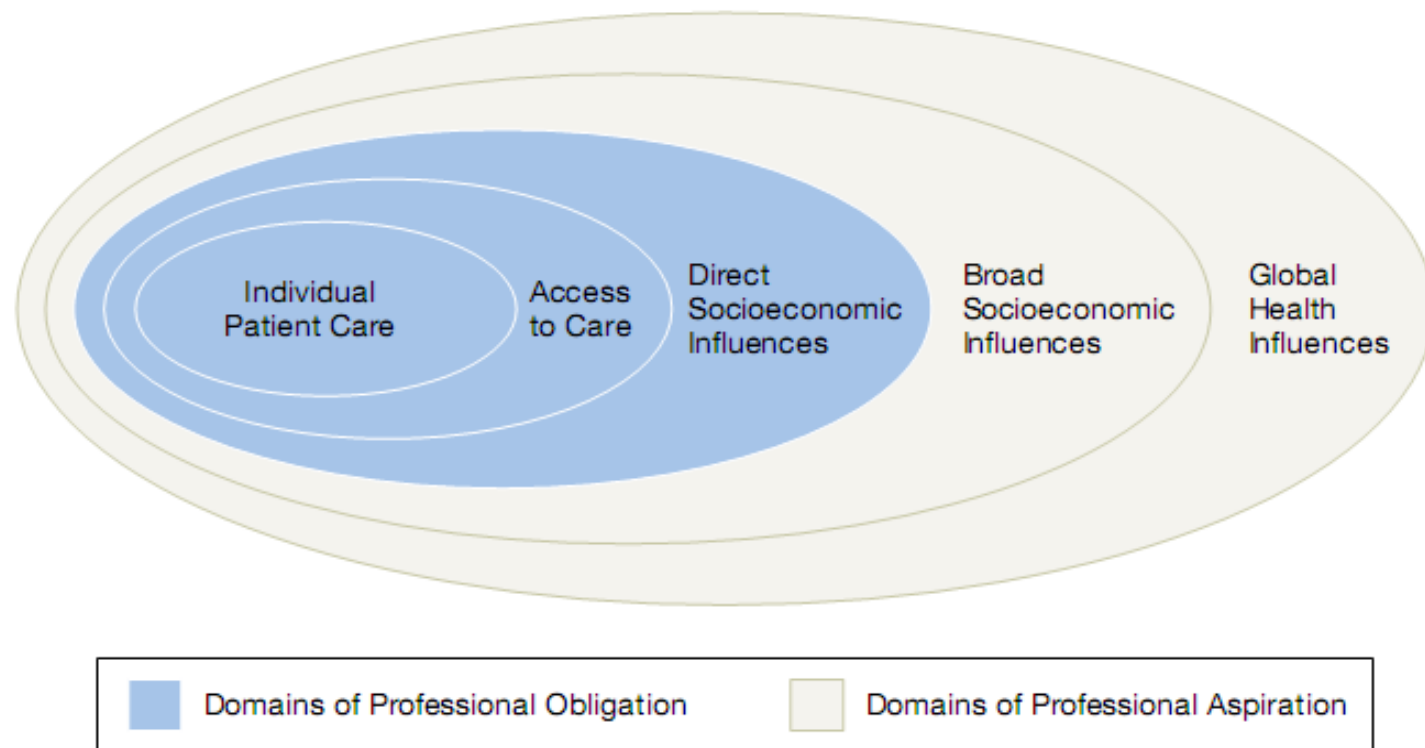 Individual
Patient Care
Access
to Care
Direct
Socioeconomic
Influences
Broad
Socioeconomic
Influences
Global
Health
Influences
Domains of Professional Obligation
Domains of Professional Aspiration